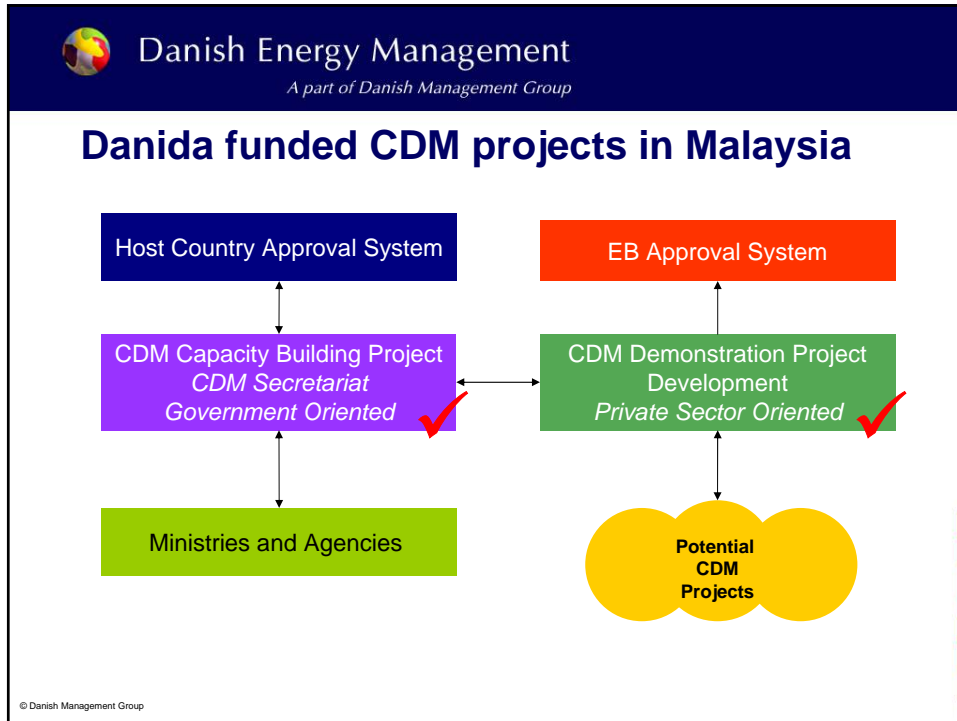 Danish Energy Management
A part of Danish Management Group
Danida funded CDM projects in Malaysia
Host Country Approval System
EB Approval System
CDM Capacity Building Project
CDM Secretariat
Government Oriented
CDM Demonstration Project
Development
Private Sector Oriented
Ministries and Agencies
Potential
CDM
Projects
© Danish Management Group